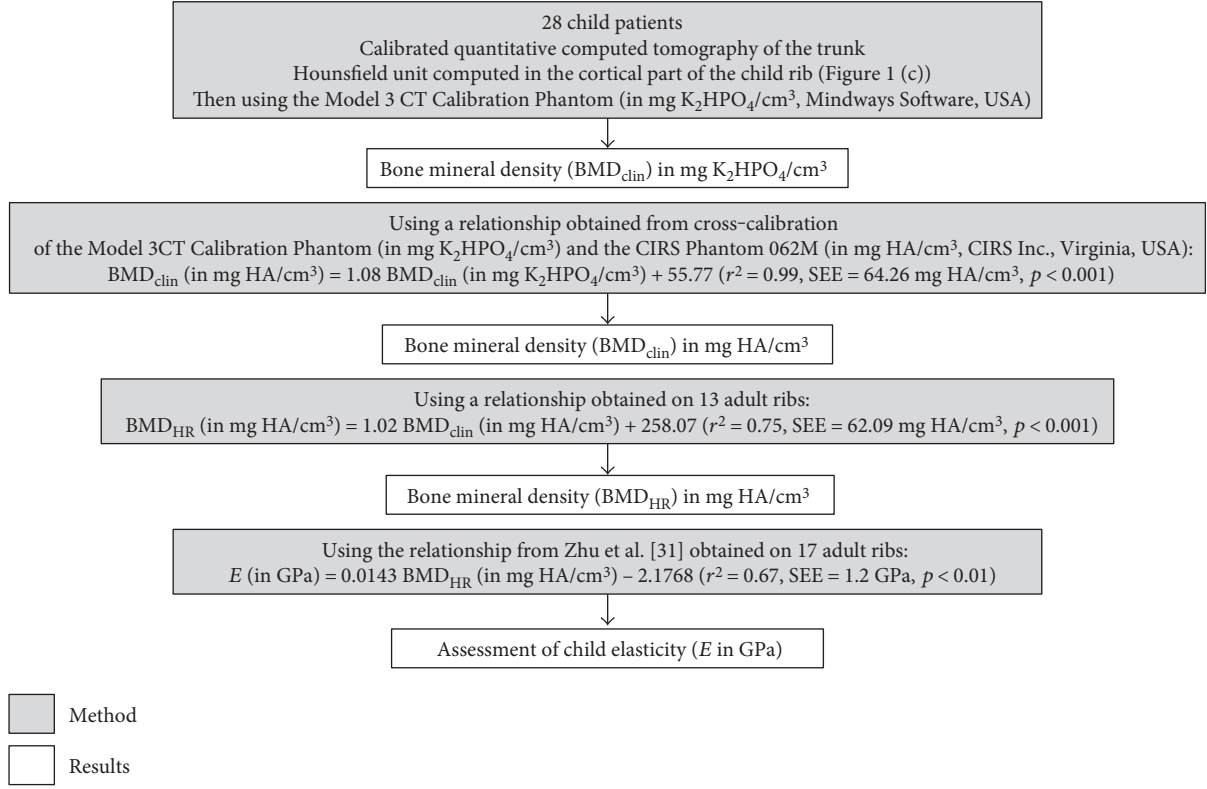 28 child patients
Calibrated quantitative computed tomography of the trunk
Hounsfield unit computed in the cortical part of the child rib (Figure 1 (c))
Then using the Model 3 CT Calibration Phantom (in mg K₂HPO₄/cm³, Mindways Software, USA)
Bone mineral density (BMD_clin) in mg K₂HPO₄/cm³
Using a relationship obtained from cross-calibration
of the Model 3CT Calibration Phantom (in mg K₂HPO₄/cm³) and the CIRS Phantom 062M (in mg HA/cm³, CIRS Inc., Virginia, USA):
BMD_clin (in mg HA/cm³) = 1.08 BMD_clin (in mg K₂HPO₄/cm³) + 55.77 (r² = 0.99, SEE = 64.26 mg HA/cm³, p < 0.001)
Bone mineral density (BMD_clin) in mg HA/cm³
Using a relationship obtained on 13 adult ribs:
BMD_HR (in mg HA/cm³) = 1.02 BMD_clin (in mg HA/cm³) + 258.07 (r² = 0.75, SEE = 62.09 mg HA/cm³, p < 0.001)
Bone mineral density (BMD_HR) in mg HA/cm³
Using the relationship from Zhu et al. [31] obtained on 17 adult ribs:
E (in GPa) = 0.0143 BMD_HR (in mg HA/cm³) – 2.1768 (r² = 0.67, SEE = 1.2 GPa, p < 0.01)
Assessment of child elasticity (E in GPa)
Method
Results